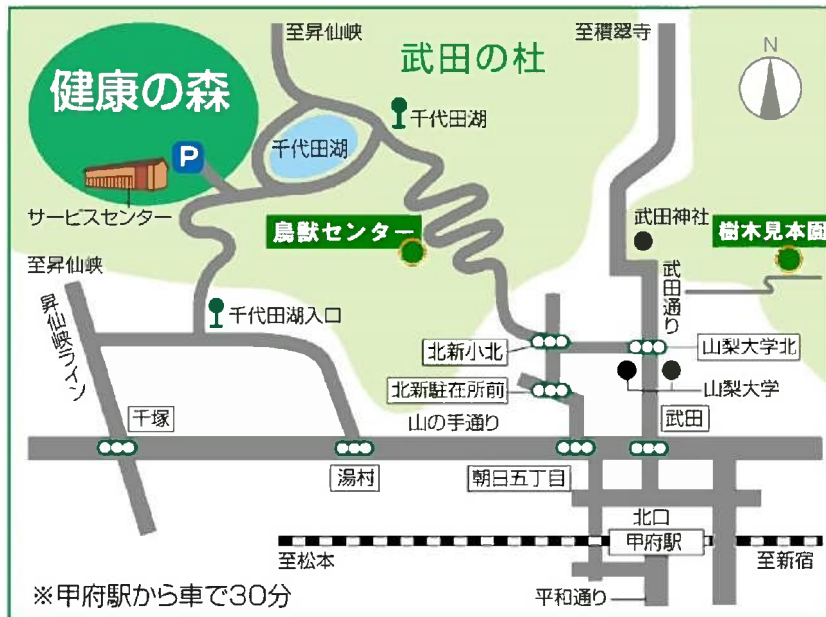 至昇仙峡
至積翠寺
武田の杜
N
健康の森
千代田湖
千代田湖
P
サービスセンター
武田神社
鳥獣センター
樹木見本園
至昇仙峡
武田通り
昇仙峡ライン
千代田湖入口
北新小北
山梨大学北
北新駐在所前
山梨大学
千塚
山の手通り
武田
湯村
朝日五丁目
北口
甲府駅
至松本
至新宿
※甲府駅から車で30分
平和通り